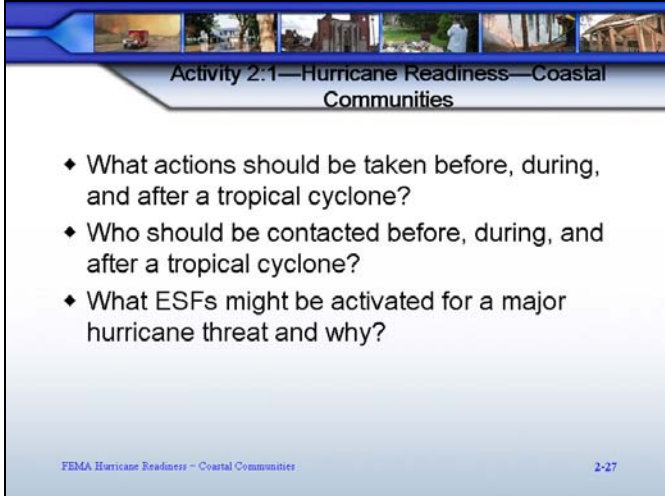 Activity 2:1—Hurricane Readiness—Coastal
Communities
◆ What actions should be taken before, during,
and after a tropical cyclone?
◆ Who should be contacted before, during, and
after a tropical cyclone?
◆ What ESFs might be activated for a major
hurricane threat and why?
FEMA Hurricane Readiness – Coastal Communities
2-27